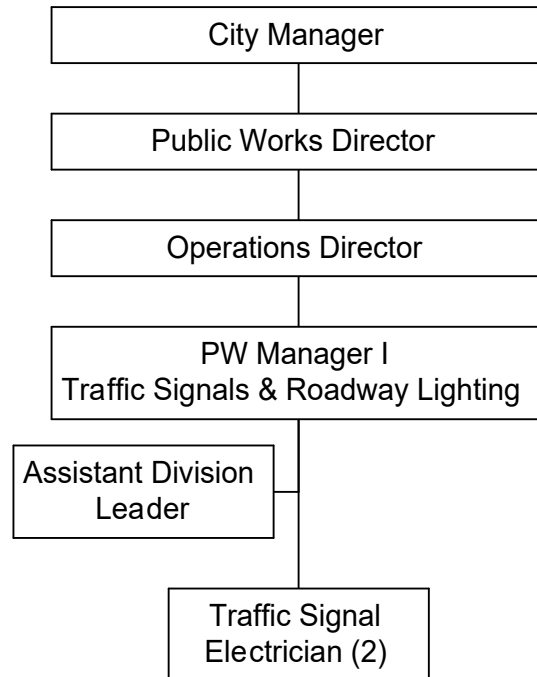 City Manager
Public Works Director
Operations Director
PW Manager I
Traffic Signals & Roadway Lighting
Assistant Division
Leader
Traffic Signal
Electrician (2)